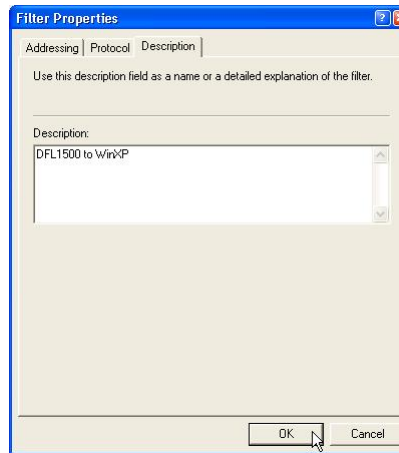 Filter Properties
Addressing Protocol Description
Use this description field as a name or a detailed explanation of the filter.
Description:
DFL1500 to WinXP
OK Cancel